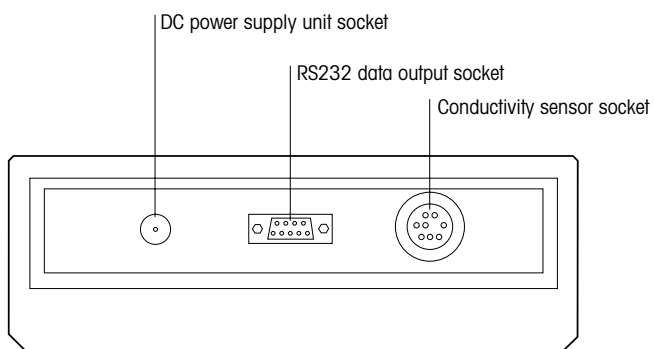 DC power supply unit socket
RS232 data output socket
Conductivity sensor socket